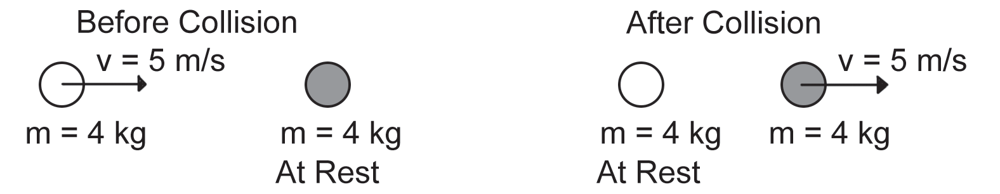 Before Collision
v = 5 m/s
m = 4 kg
m = 4 kg
At Rest
After Collision
v = 5 m/s
m = 4 kg
m = 4 kg
At Rest